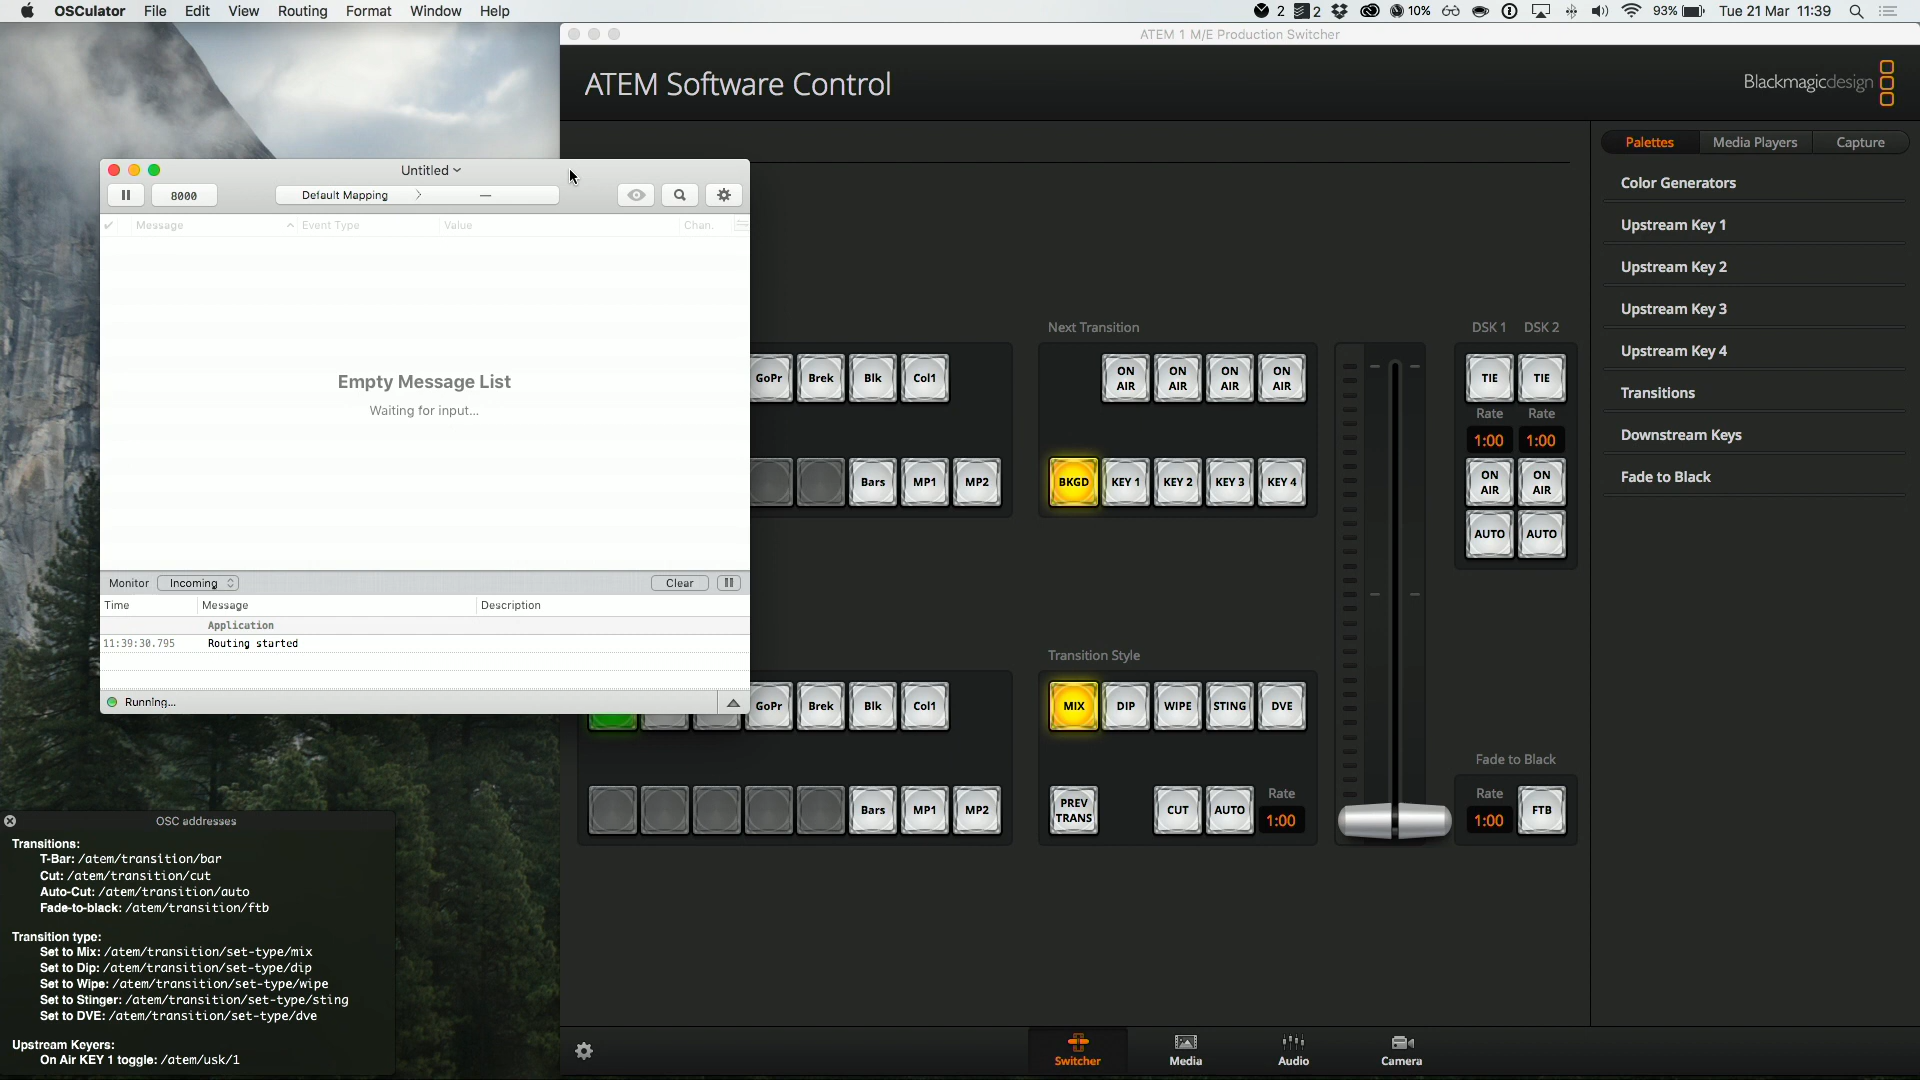 OSCulator File Edit View Routing Format Window Help
2 2 10% 93% Tue 21 Mar 11:39
ATEM 1 M/E Production Switcher
ATEM Software Control
Blackmagicdesign
Palettes Media Players Capture
Color Generators
Upstream Key 1
Upstream Key 2
Upstream Key 3
Upstream Key 4
Transitions
Downstream Keys
Fade to Black
Untitled
8000 Default Mapping —
Message Event Type Value Chan.
Empty Message List
Waiting for input...
Monitor Incoming Clear
Time Message Description
Application
11:39:30.795 Routing started
Running...
GoPr Brek Blk Col1
Bars MP1 MP2
Next Transition
ON AIR ON AIR ON AIR ON AIR
BKGD KEY 1 KEY 2 KEY 3 KEY 4
DSK 1 DSK 2
TIE TIE
Rate Rate
1:00 1:00
ON AIR ON AIR
AUTO AUTO
GoPr Brek Blk Col1
Bars MP1 MP2
Transition Style
MIX DIP WIPE STING DVE
PREV TRANS CUT AUTO Rate 1:00
Fade to Black
Rate
1:00 FTB
OSC addresses
Transitions:
T-Bar: /atem/transition/bar
Cut: /atem/transition/cut
Auto-Cut: /atem/transition/auto
Fade-to-black: /atem/transition/ftb
Transition type:
Set to Mix: /atem/transition/set-type/mix
Set to Dip: /atem/transition/set-type/dip
Set to Wipe: /atem/transition/set-type/wipe
Set to Stinger: /atem/transition/set-type/sting
Set to DVE: /atem/transition/set-type/dve
Upstream Keyers:
On Air KEY 1 toggle: /atem/usk/1
Switcher Media Audio Camera